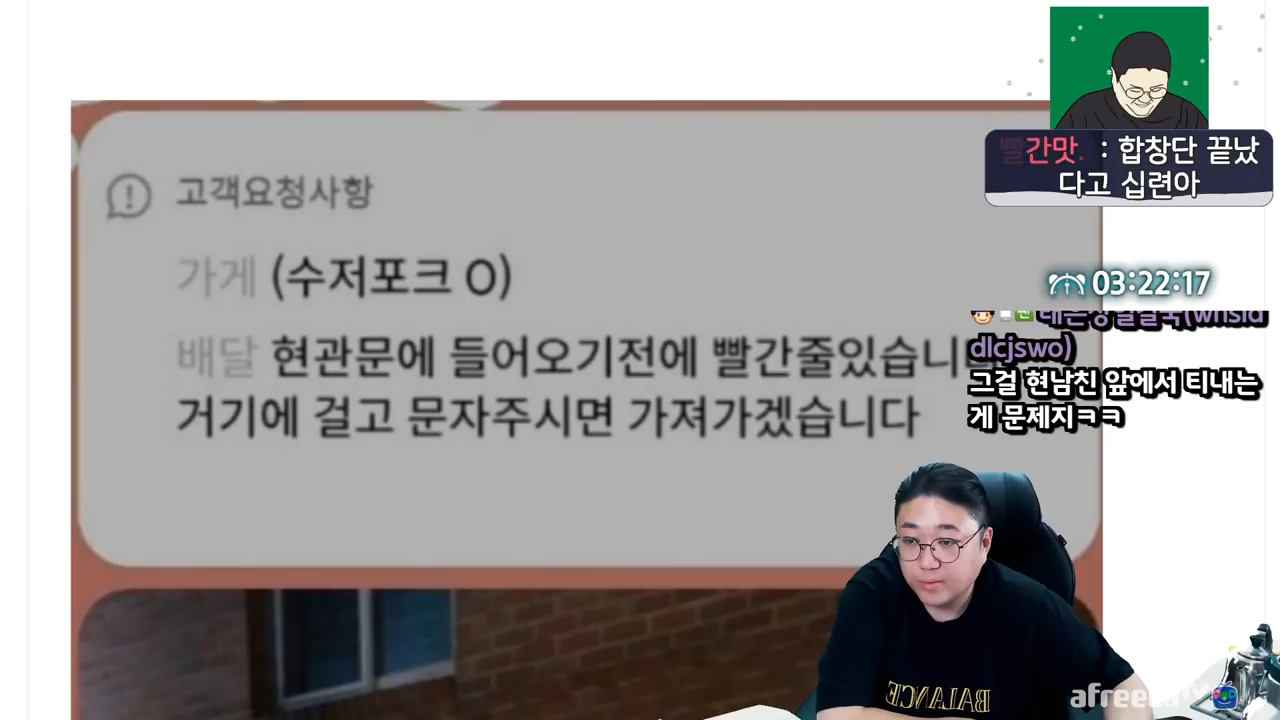 빨간맛. : 합창단 끝났
다고 십련아
고객요청사항
가게 (수저포크 O)
배달 현관문에 들어오기전에 빨간줄있습니
거기에 걸고 문자주시면 가져가겠습니다
03:22:17
dlcjswo)
그걸 현남친 앞에서 티내는
게 문제지ㅋㅋ
BALANCE